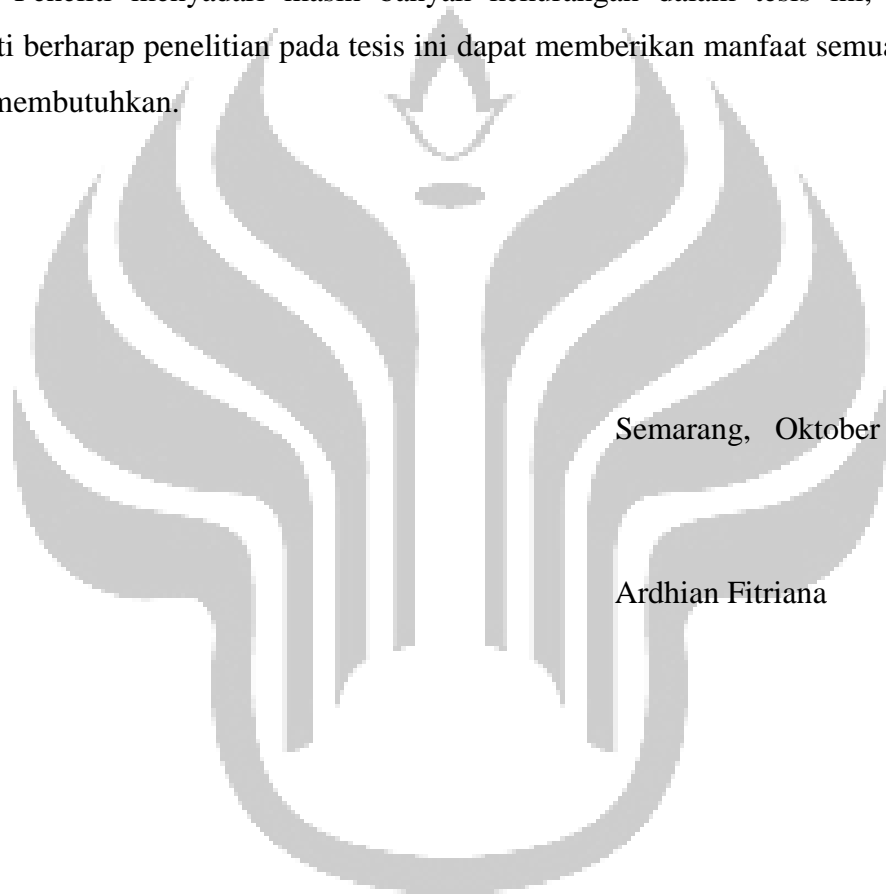 Peneliti menyadari masih banyak kekurangan dalam tesis ini,
ti berharap penelitian pada tesis ini dapat memberikan manfaat semua
membutuhkan.
Semarang, Oktober
Ardhian Fitriana